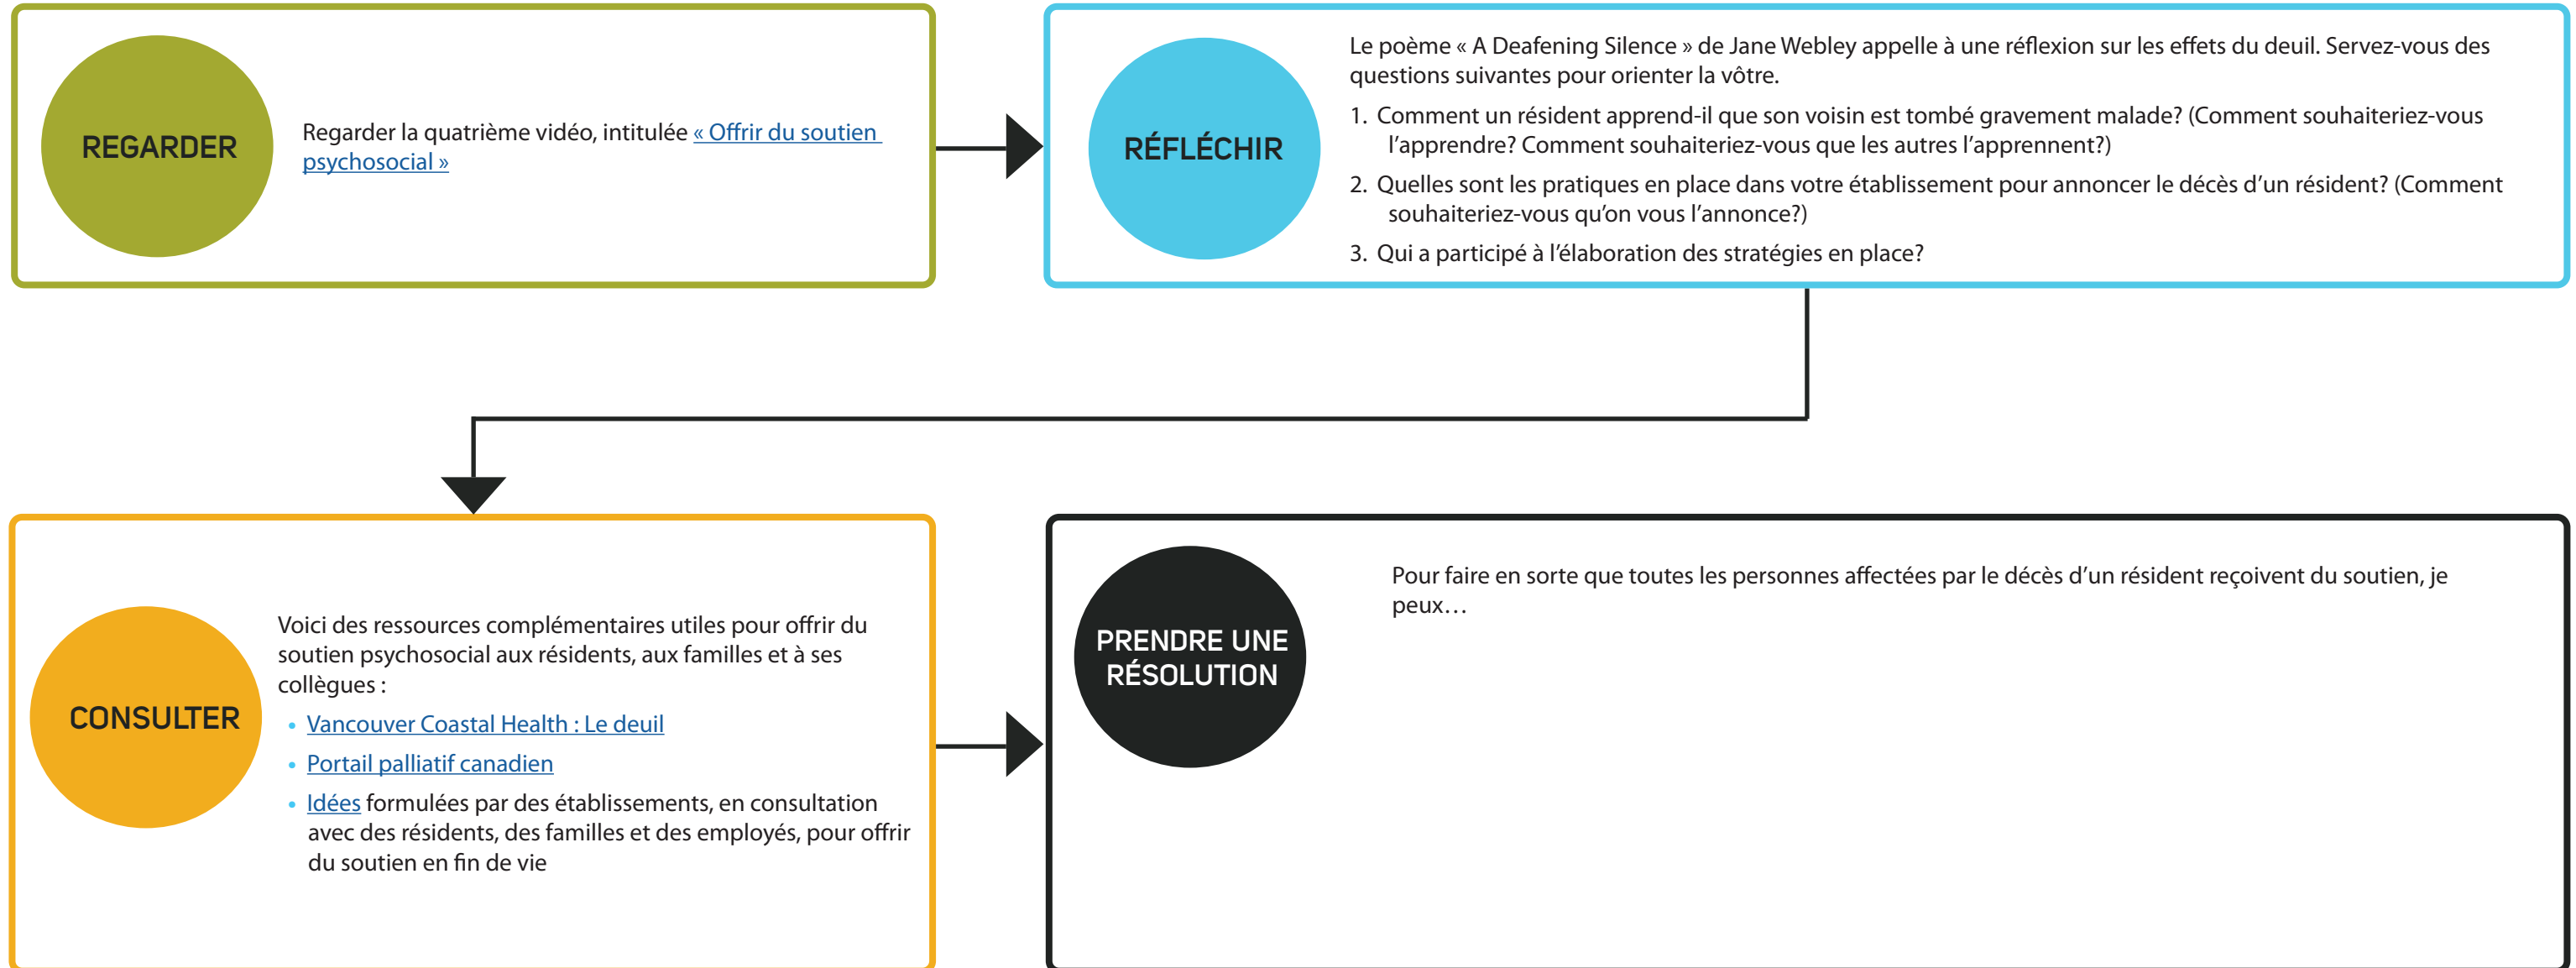 REGARDER
Regarder la quatrième vidéo, intitulée « Offrir du soutien
psychosocial »
RÉFLÉCHIR
Le poème « A Deafening Silence » de Jane Webley appelle à une réflexion sur les effets du deuil. Servez-vous des
questions suivantes pour orienter la vôtre.
1. Comment un résident apprend-il que son voisin est tombé gravement malade? (Comment souhaiteriez-vous
l’apprendre? Comment souhaiteriez-vous que les autres l’apprennent?)
2. Quelles sont les pratiques en place dans votre établissement pour annoncer le décès d’un résident? (Comment
souhaiteriez-vous qu’on vous l’annonce?)
3. Qui a participé à l’élaboration des stratégies en place?
CONSULTER
Voici des ressources complémentaires utiles pour offrir du
soutien psychosocial aux résidents, aux familles et à ses
collègues :
• Vancouver Coastal Health : Le deuil
• Portail palliatif canadien
• Idées formulées par des établissements, en consultation
avec des résidents, des familles et des employés, pour offrir
du soutien en fin de vie
PRENDRE UNE
RÉSOLUTION
Pour faire en sorte que toutes les personnes affectées par le décès d’un résident reçoivent du soutien, je
peux…